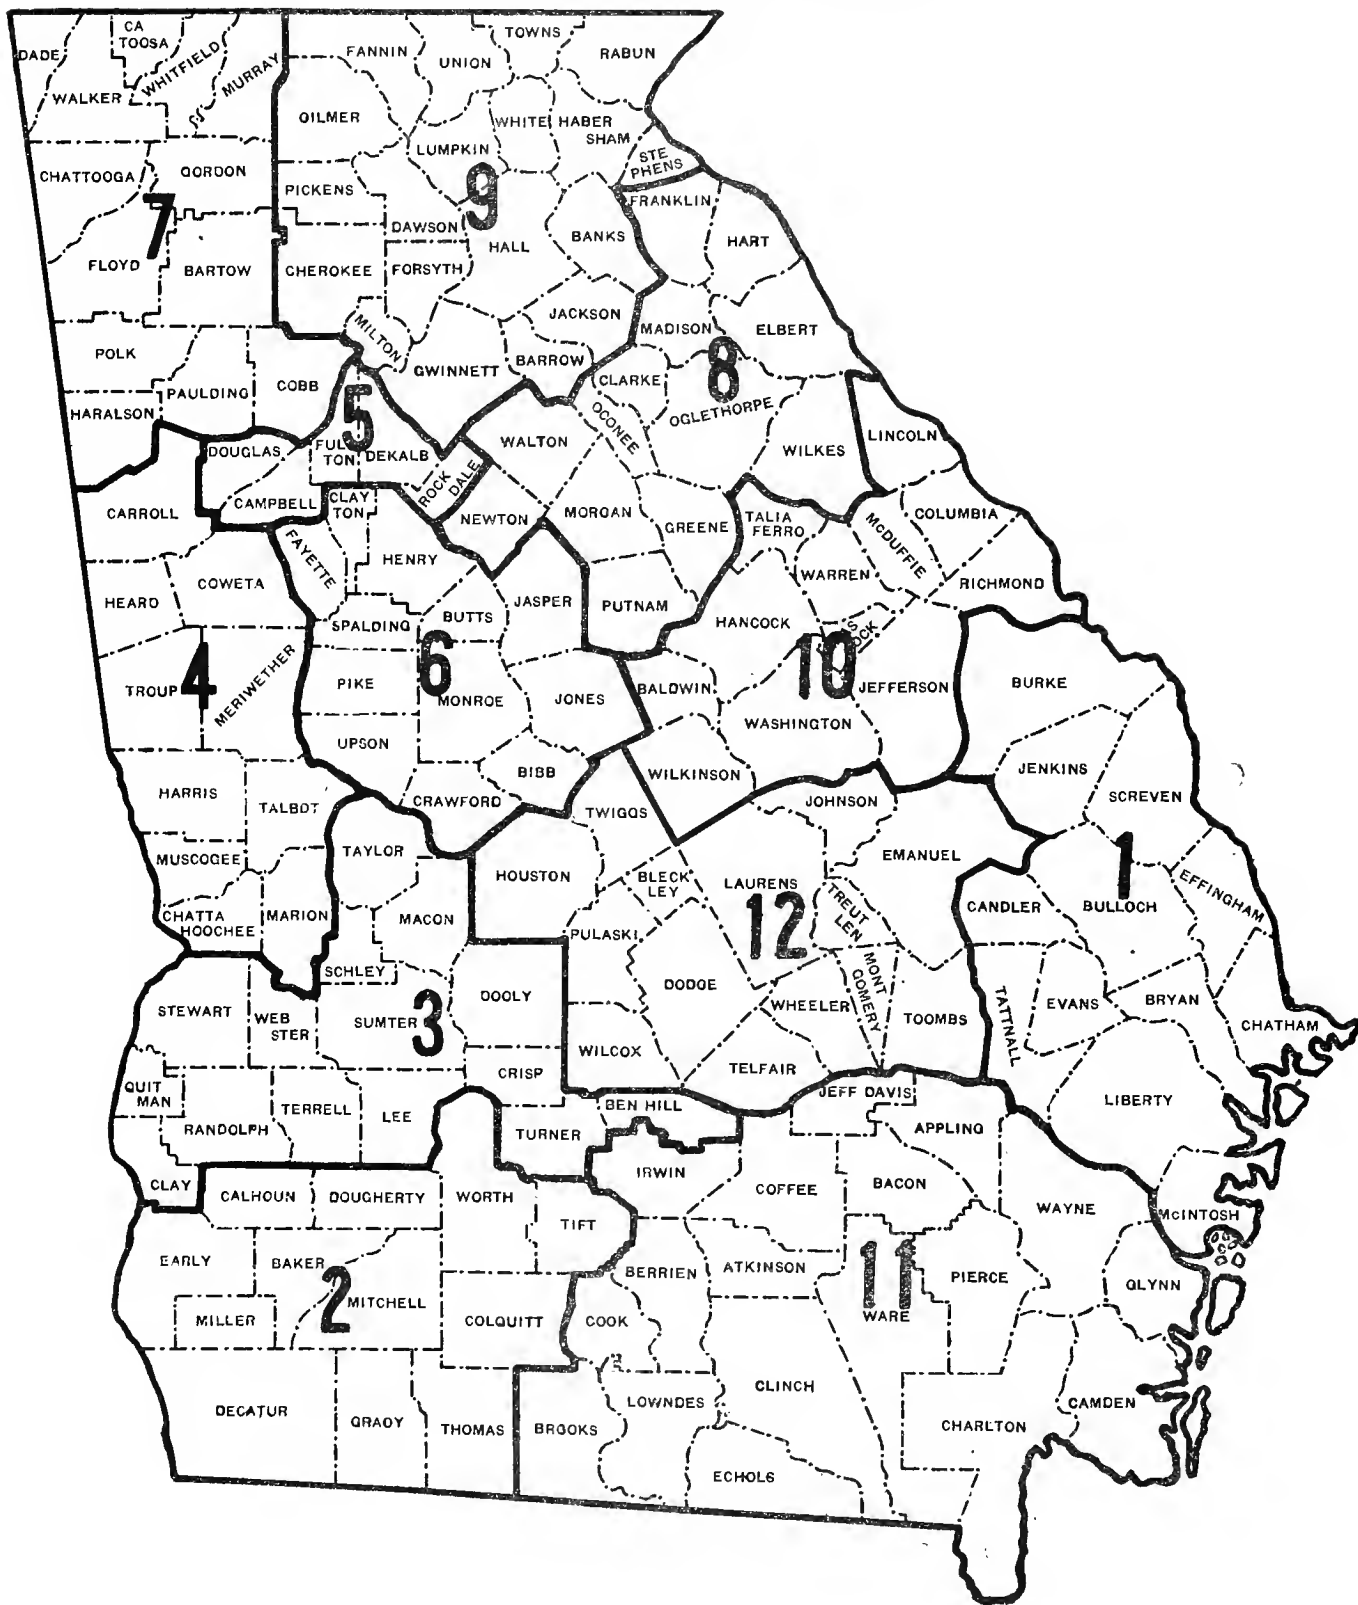 DADE
CA
TOOSA
WHITFIELD
MURRAY
WALKER
FANNIN
UNION
TOWNS
RABUN
GILMER
WHITE
HABER
SHAM
LUMPKIN
STE
PHENS
CHATTOOGA
GORDON
7
PICKENS
9
DAWSON
FRANKLIN
HART
HALL
BANKS
FLOYD
BARTOW
CHEROKEE
FORSYTH
JACKSON
MADISON
ELBERT
MILTON
POLK
GWINNETT
BARROW
8
CLARKE
COBB
PAULDING
HARALSON
5
OCONEE
OGLETHORPE
DOUGLAS
FUL
TON
DEKALB
WALTON
WILKES
LINCOLN
ROCK
DALE
CARROLL
CAMPBELL
CLAY
TON
NEWTON
MORGAN
GREENE
TALIA
FERRO
McDUFFIE
COLUMBIA
FAYETTE
HENRY
COWETA
HEARD
WARREN
RICHMOND
BUTTS
JASPER
PUTNAM
HANCOCK
SPALDING
TROUP
4
MERIWETHER
PIKE
6
MONROE
JONES
BALDWIN
10
JEFFERSON
BURKE
UPSON
WASHINGTON
BIBB
WILKINSON
JENKINS
HARRIS
TALBOT
CRAWFORD
TWIGGS
JOHNSON
SCREVEN
MUSCOGEE
TAYLOR
HOUSTON
BLECK
LEY
LAURENS
EMANUEL
1
EFFINGHAM
CHATTA
HOOCHEE
MARION
MACON
PULASKI
12
TREUT
LEN
CANDLER
BULLOCH
SCHLEY
DODGE
MONT
GOMERY
STEWART
WEB
STER
SUMTER
3
DOOLY
WHEELER
TOOMBS
TATTNALL
EVANS
BRYAN
CHATHAM
WILCOX
TELFAIR
QUIT
MAN
CRISP
TERRELL
LEE
JEFF DAVIS
LIBERTY
RANDOLPH
BEN HILL
TURNER
APPLING
CLAY
IRWIN
CALHOUN
DOUGHERTY
WORTH
COFFEE
BACON
WAYNE
McINTOSH
TIFT
EARLY
BAKER
2
MITCHELL
BERRIEN
ATKINSON
11
WARE
PIERCE
GLYNN
MILLER
COLQUITT
COOK
CLINCH
LOWNDES
DECATUR
GRADY
THOMAS
BROOKS
CHARLTON
CAMDEN
ECHOLS